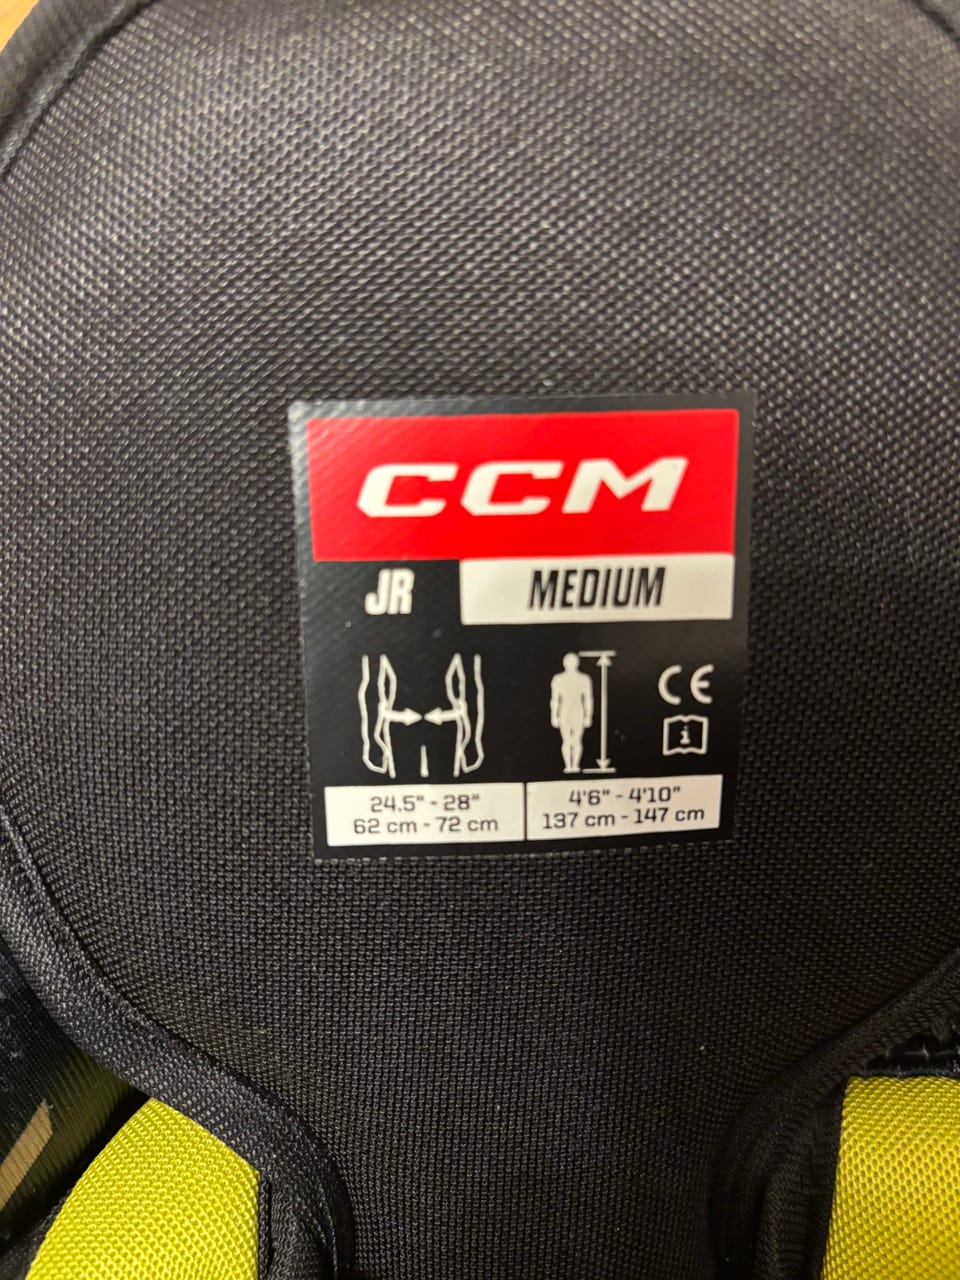 CCM
JR MEDIUM
CE
i
24.5" - 28"
62 cm - 72 cm
4'6" - 4'10"
137 cm - 147 cm